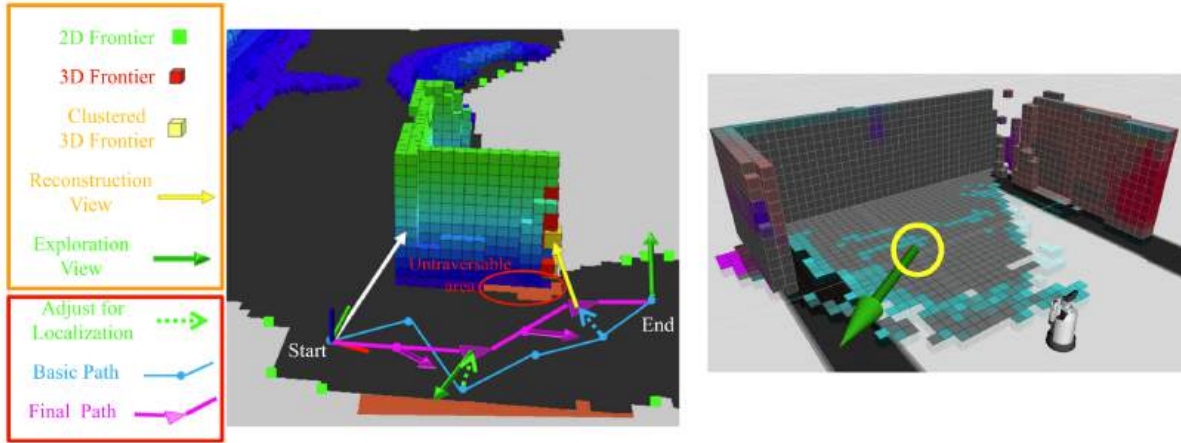 2D Frontier
3D Frontier
Clustered
3D Frontier
Reconstruction
View
Exploration
View
Adjust for
Localization
Basic Path
Final Path
Untraversable
area
Start
End